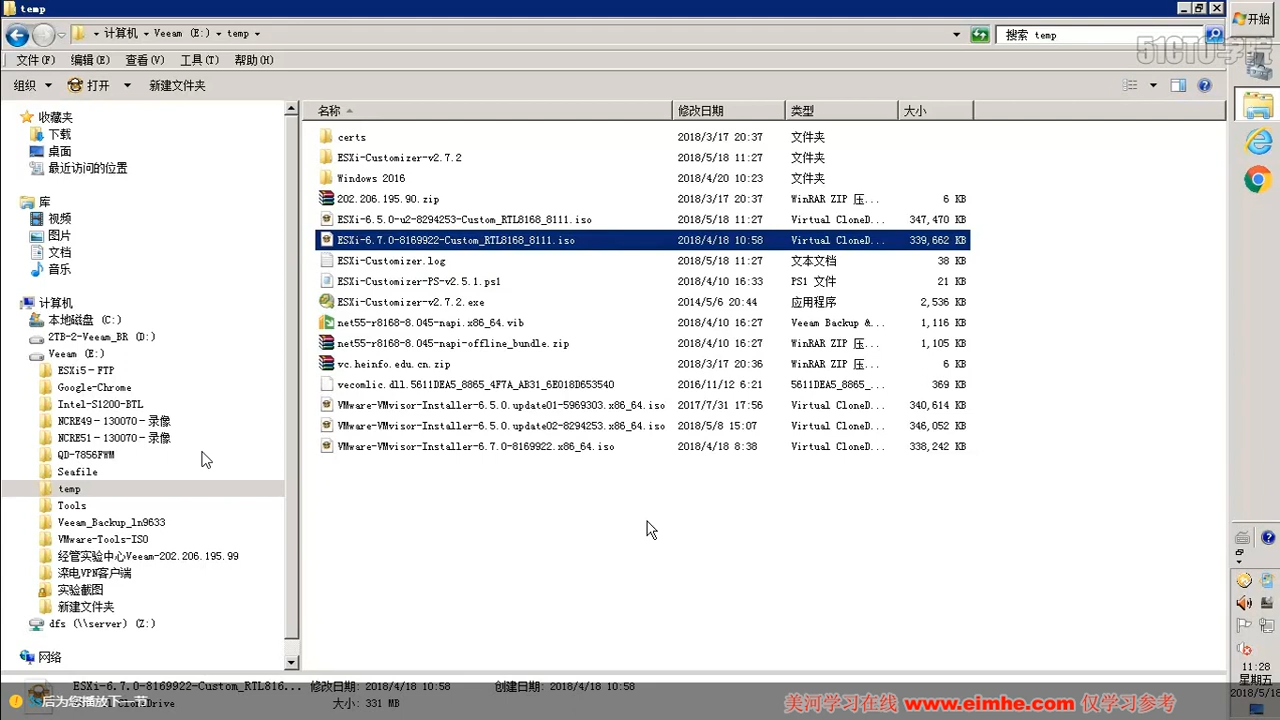 temp
开始
计算机 Veeam (E:) temp
搜索 temp
51CTO学院
文件(F) 编辑(E) 查看(V) 工具(T) 帮助(H)
组织 打开 新建文件夹
收藏夹
下载
桌面
最近访问的位置
库
视频
图片
文档
音乐
计算机
本地磁盘 (C:)
2TB-2-Veeam_BR (D:)
Veeam (E:)
ESXi5-FTP
Google-Chrome
Intel-S1200-BTL
NCRE49-130070-录像
NCRE51-130070-录像
QD-7856FWM
Seafile
temp
Tools
Veeam_Backup_ln9633
VMware-Tools-ISO
经管实验中心Veeam-202.206.195.99
滦电VPN客户端
实验截图
新建文件夹
dfs (\\server) (Z:)
网络
名称 修改日期 类型 大小
certs 2018/3/17 20:37 文件夹
ESXi-Customizer-v2.7.2 2018/5/18 11:27 文件夹
Windows 2016 2018/4/20 10:23 文件夹
202.206.195.90.zip 2018/3/17 20:37 WinRAR ZIP 压... 6 KB
ESXi-6.5.0-u2-8294253-Custom_RTL8168_8111.iso 2018/5/18 11:27 Virtual CloneD... 347,470 KB
ESXi-6.7.0-8169922-Custom_RTL8168_8111.iso 2018/4/18 10:58 Virtual CloneD... 339,662 KB
ESXi-Customizer.log 2018/5/18 11:27 文本文档 38 KB
ESXi-Customizer-PS-v2.5.1.ps1 2018/4/10 16:33 PS1 文件 21 KB
ESXi-Customizer-v2.7.2.exe 2014/5/6 20:44 应用程序 2,536 KB
net55-r8168-8.045-napi.x86_64.vib 2018/4/10 16:27 Veeam Backup &... 1,116 KB
net55-r8168-8.045-napi-offline_bundle.zip 2018/4/10 16:27 WinRAR ZIP 压... 1,105 KB
vc.heinfo.edu.cn.zip 2018/3/17 20:36 WinRAR ZIP 压... 6 KB
vecomlic.dll.5611DEA5_8865_4F7A_AB31_6E018D653540 2016/11/12 6:21 5611DEA5_8865_... 369 KB
VMware-VMvisor-Installer-6.5.0.update01-5969303.x86_64.iso 2017/7/31 17:56 Virtual CloneD... 340,614 KB
VMware-VMvisor-Installer-6.5.0.update02-8294253.x86_64.iso 2018/5/8 15:07 Virtual CloneD... 346,052 KB
VMware-VMvisor-Installer-6.7.0-8169922.x86_64.iso 2018/4/18 8:38 Virtual CloneD... 338,242 KB
11:28
星期五
2018/5/18
ESXi-6.7.0-8169922-Custom_RTL816... 修改日期: 2018/4/18 10:58 创建日期: 2018/4/18 10:58
大小: 331 MB
后为您播放下一节
美河学习在线 www.eimhe.com 仅学习参考